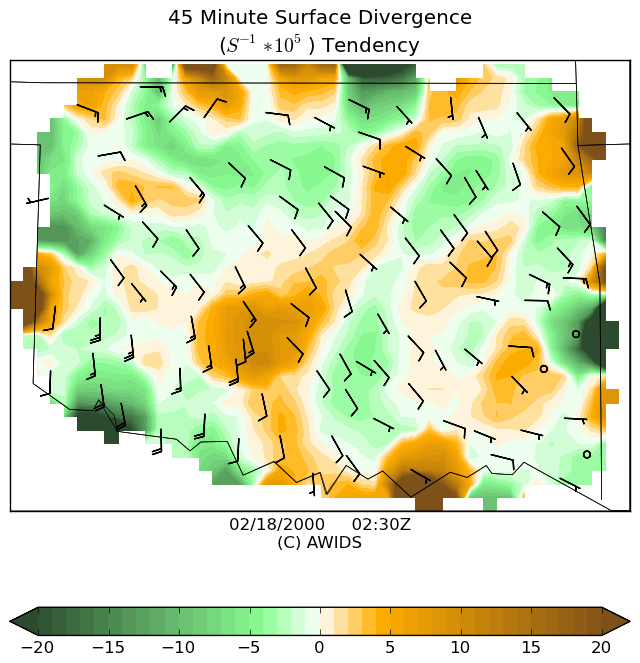 45 Minute Surface Divergence
(S⁻¹ *10⁵ ) Tendency
02/18/2000 02:30Z
(C) AWIDS
−20 −15 −10 −5 0 5 10 15 20